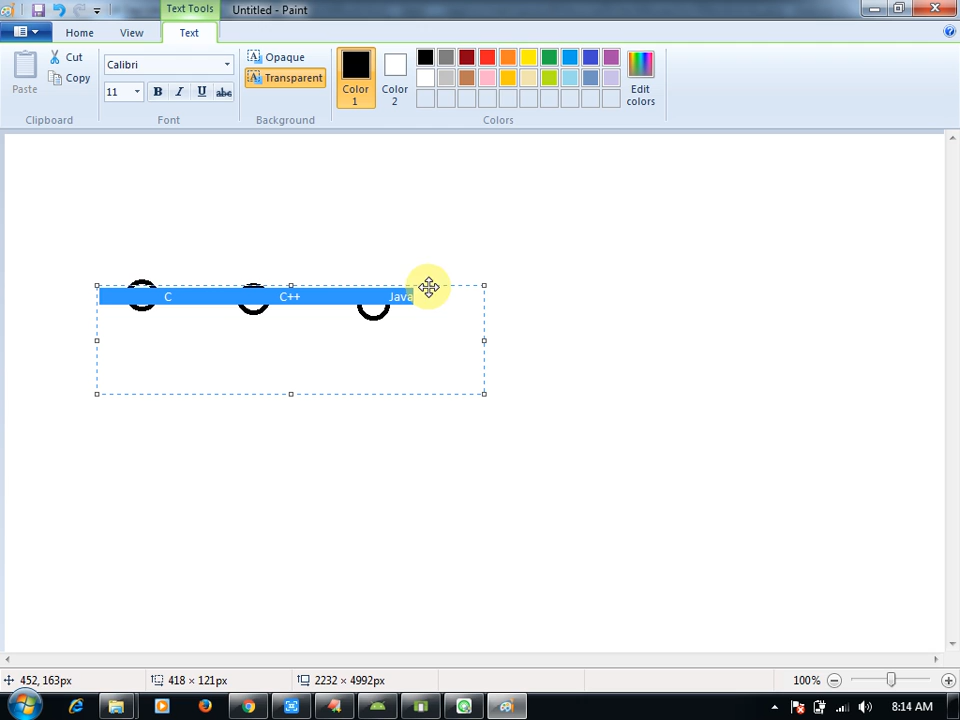 Text Tools
Untitled - Paint
Home
View
Text
Paste
Cut
Copy
Clipboard
Calibri
11
B
I
U
abc
Font
Opaque
Transparent
Background
Color 1
Color 2
Edit colors
Colors
C C++ Java
452, 163px
418 × 121px
2232 × 4992px
100%
8:14 AM